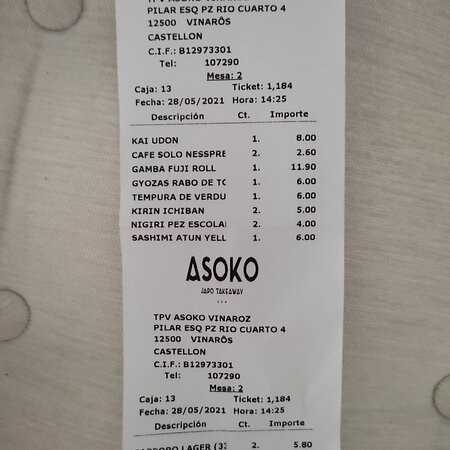 PILAR ESQ PZ RIO CUARTO 4
12500 VINARÒS
CASTELLON
C.I.F.: B12973301
Tel: 107290
Mesa: 2
Caja: 13 Ticket: 1,184
Fecha: 28/05/2021 Hora: 14:25
Descripción Ct. Importe
KAI UDON 1. 8.00
CAFE SOLO NESSPRE 2. 2.60
GAMBA FUJI ROLL 1. 11.90
GYOZAS RABO DE TO 1. 6.00
TEMPURA DE VERDU 1. 6.00
KIRIN ICHIBAN 2. 5.00
NIGIRI PEZ ESCOLAI 2. 4.00
SASHIMI ATUN YELL 1. 6.00
ASOKO
JAPO TAKEAWAY
TPV ASOKO VINAROZ
PILAR ESQ PZ RIO CUARTO 4
12500 VINARÒS
CASTELLON
C.I.F.: B12973301
Tel: 107290
Mesa: 2
Caja: 13 Ticket: 1,184
Fecha: 28/05/2021 Hora: 14:25
Descripción Ct. Importe
LAGER (33 2. 5.80